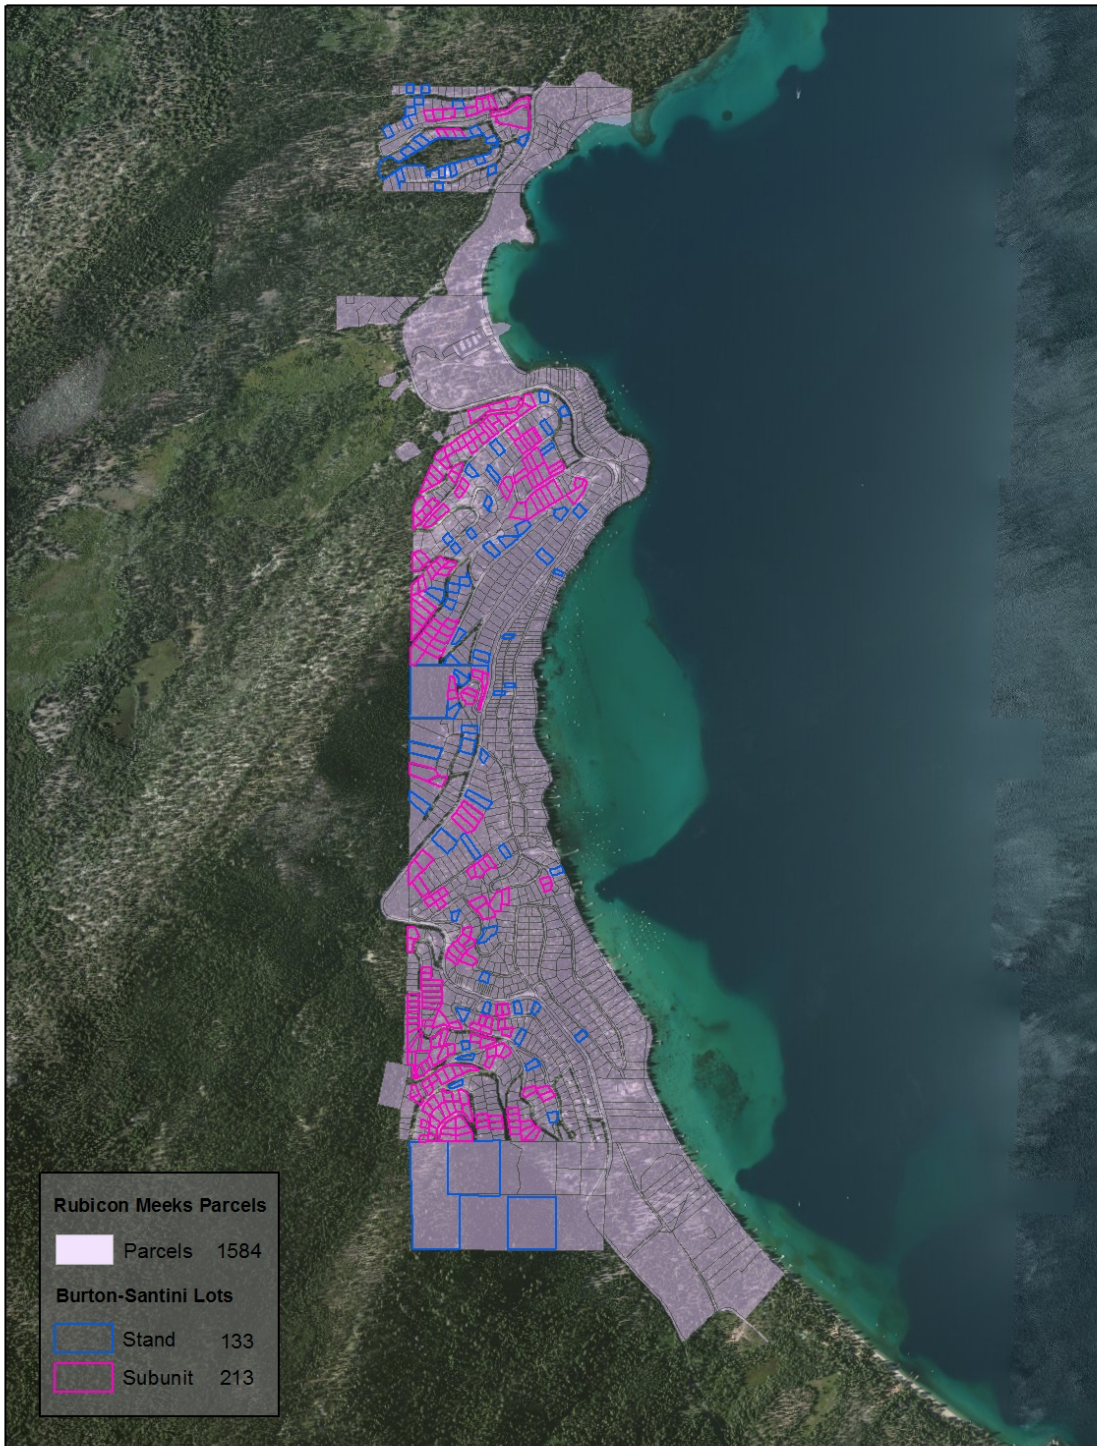 Rubicon Meeks Parcels
Parcels 1584
Burton-Santini Lots
Stand 133
Subunit 213